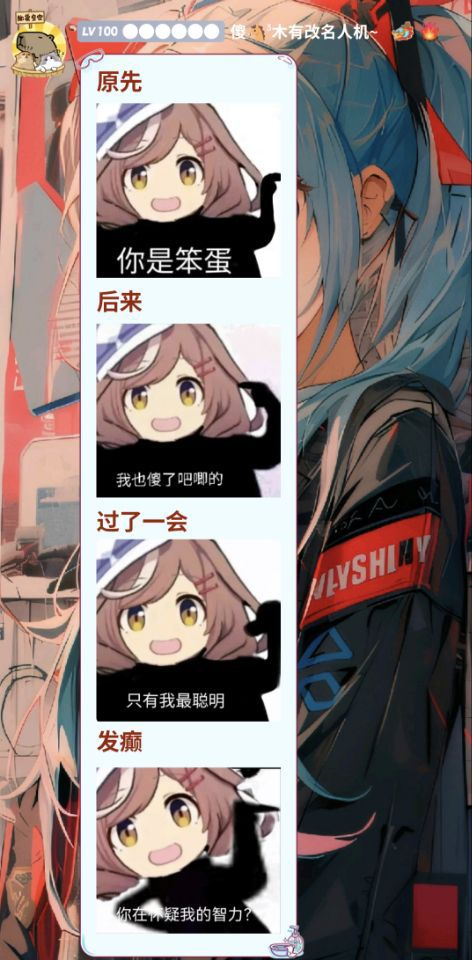 LV100
傻³木有改名人机~
原先
你是笨蛋
后来
我也傻了吧唧的
过了一会
只有我最聪明
发癫
你在怀疑我的智力?